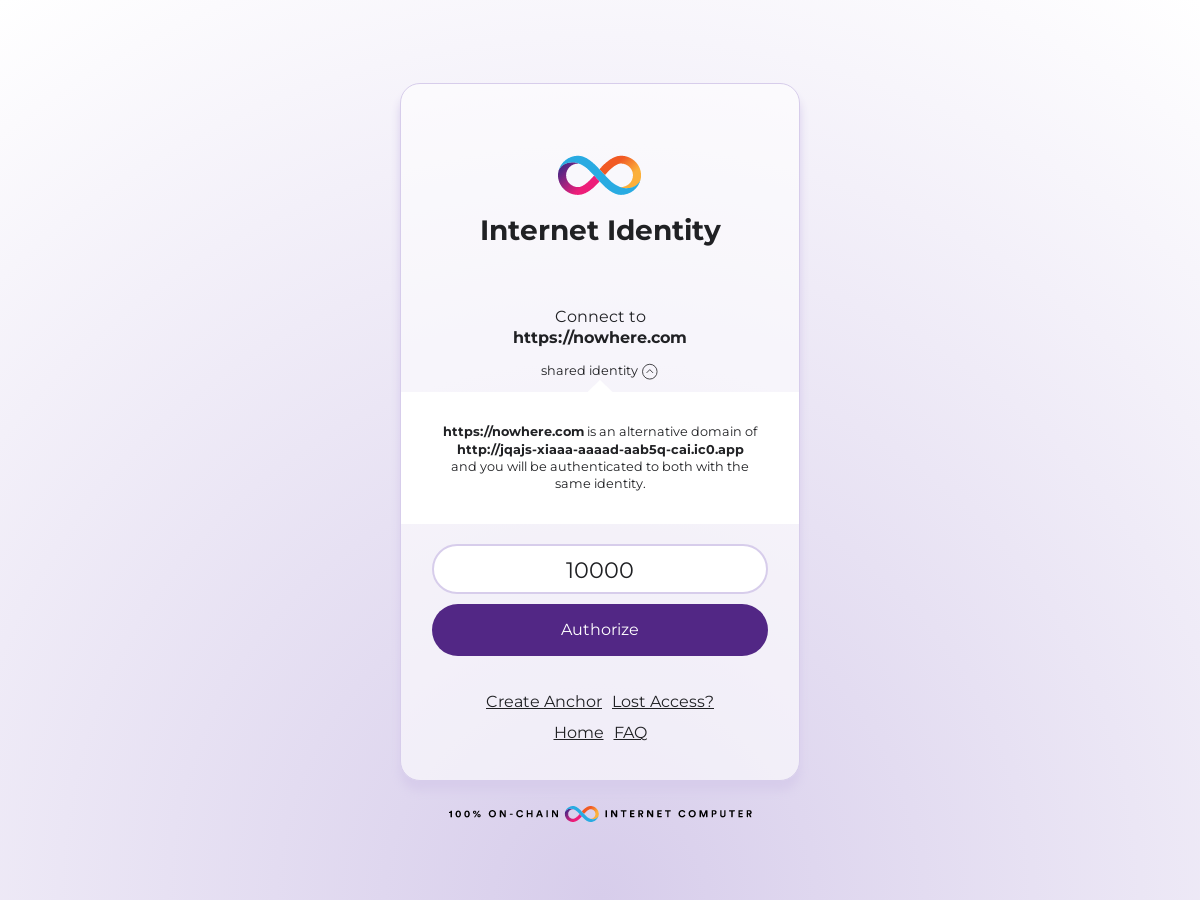 Internet Identity
Connect to
https://nowhere.com
shared identity
https://nowhere.com is an alternative domain of
http://jqajs-xiaaa-aaaad-aab5q-cai.ic0.app
and you will be authenticated to both with the
same identity.
10000
Authorize
Create Anchor Lost Access?
Home FAQ
100% ON-CHAIN INTERNET COMPUTER